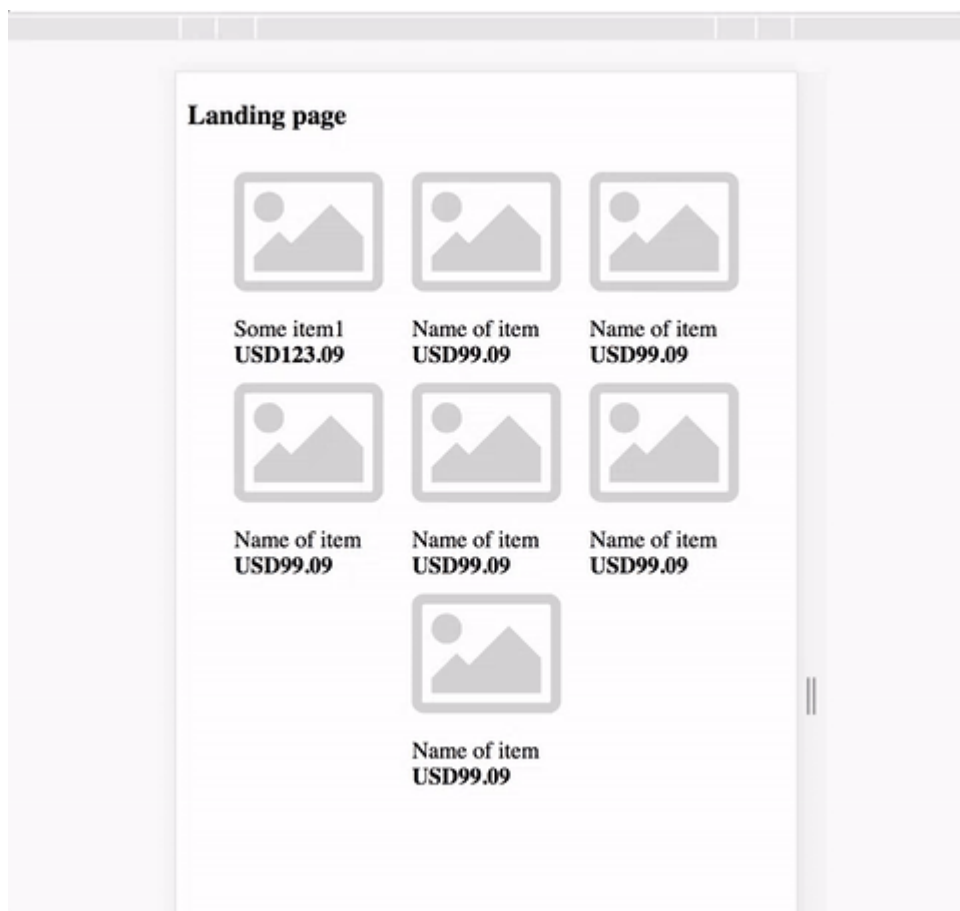 Landing page
Some item1
USD123.09
Name of item
USD99.09
Name of item
USD99.09
Name of item
USD99.09
Name of item
USD99.09
Name of item
USD99.09
Name of item
USD99.09